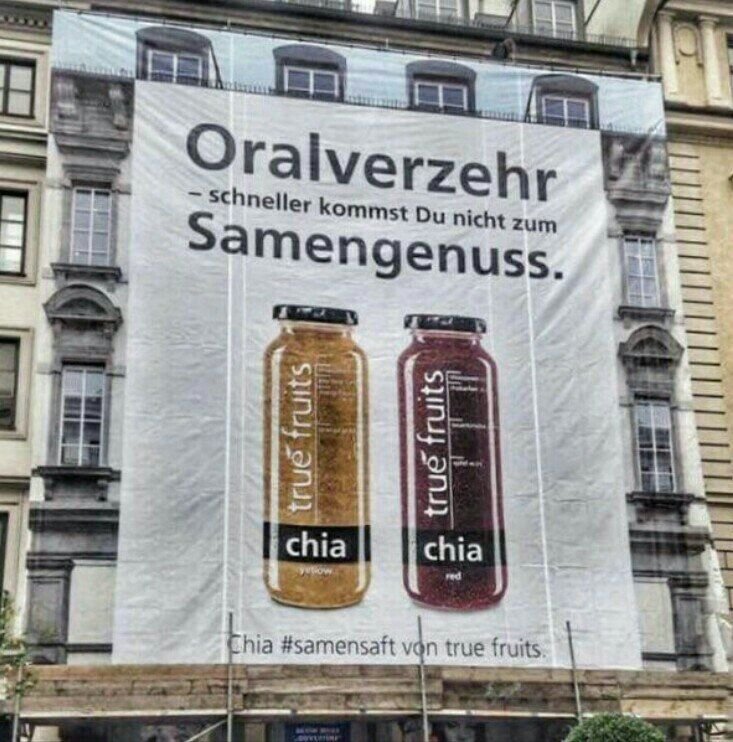 Oralverzehr
– schneller kommst Du nicht zum
Samengenuss.
true fruits
chia
yellow
true fruits
chia
red
Chia #samensaft von true fruits.